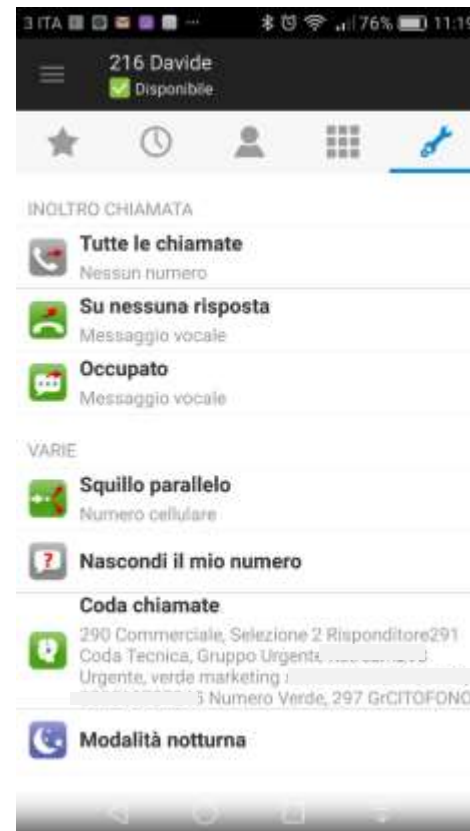 3 ITA 76% 11:19
216 Davide
Disponibile
INOLTRO CHIAMATA
Tutte le chiamate
Nessun numero
Su nessuna risposta
Messaggio vocale
Occupato
Messaggio vocale
VARIE
Squillo parallelo
Numero cellulare
Nascondi il mio numero
Coda chiamate
290 Commerciale, Selezione 2 Risponditore291
Coda Tecnica, Gruppo Urgente
Urgente, verde marketing
Numero Verde, 297 GrCITOFONO
Modalità notturna